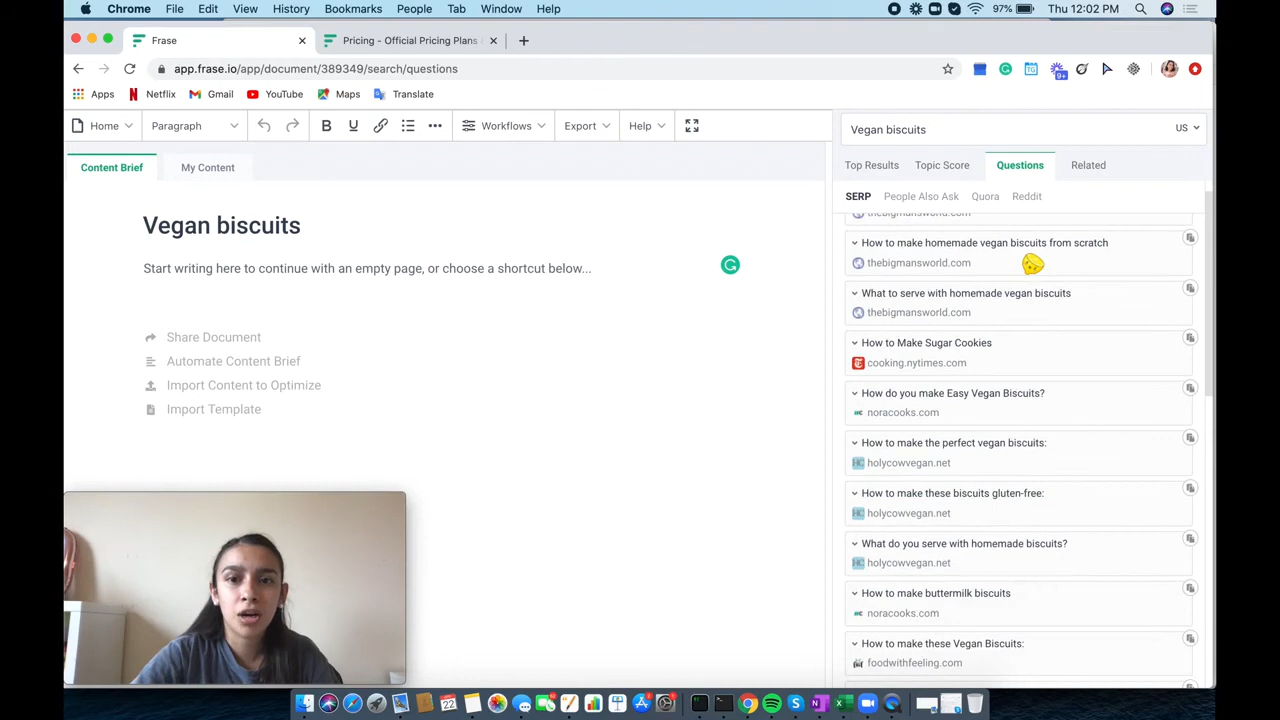 Chrome File Edit View History Bookmarks People Tab Window Help 97% Thu 12:02 PM
Frase Pricing - Official Pricing Plans
app.frase.io/app/document/389349/search/questions 9+
Apps Netflix Gmail YouTube Maps Translate
Home Paragraph B U Workflows Export Help
Content Brief My Content
Vegan biscuits
Start writing here to continue with an empty page, or choose a shortcut below...
Share Document
Automate Content Brief
Import Content to Optimize
Import Template
Vegan biscuits US
Top Results Topic Score Questions Related
SERP People Also Ask Quora Reddit
thebigmansworld.com
How to make homemade vegan biscuits from scratch
thebigmansworld.com
What to serve with homemade vegan biscuits
thebigmansworld.com
How to Make Sugar Cookies
cooking.nytimes.com
How do you make Easy Vegan Biscuits?
noracooks.com
How to make the perfect vegan biscuits:
HC holycowvegan.net
How to make these biscuits gluten-free:
HC holycowvegan.net
What do you serve with homemade biscuits?
HC holycowvegan.net
How to make buttermilk biscuits
noracooks.com
How to make these Vegan Biscuits:
foodwithfeeling.com